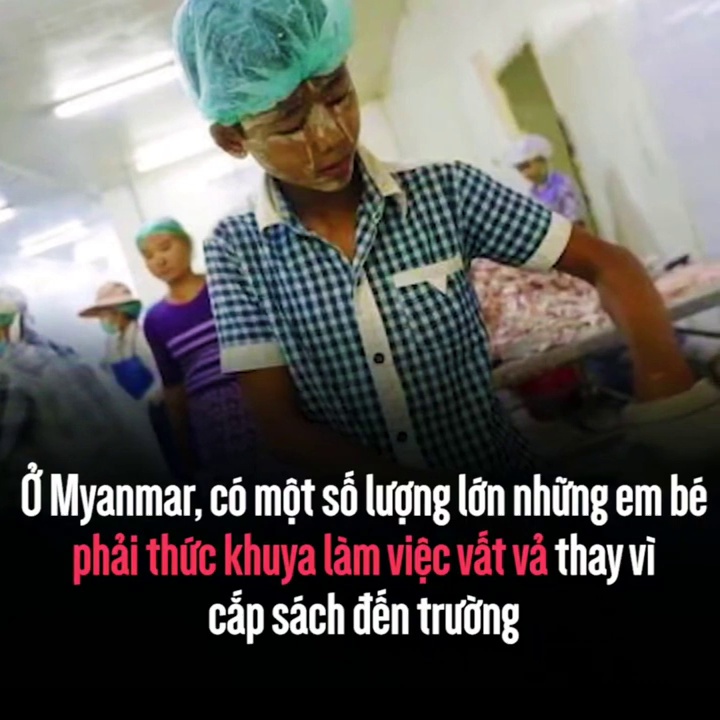 Ở Myanmar, có một số lượng lớn những em bé
phải thức khuya làm việc vất vả thay vì
cắp sách đến trường